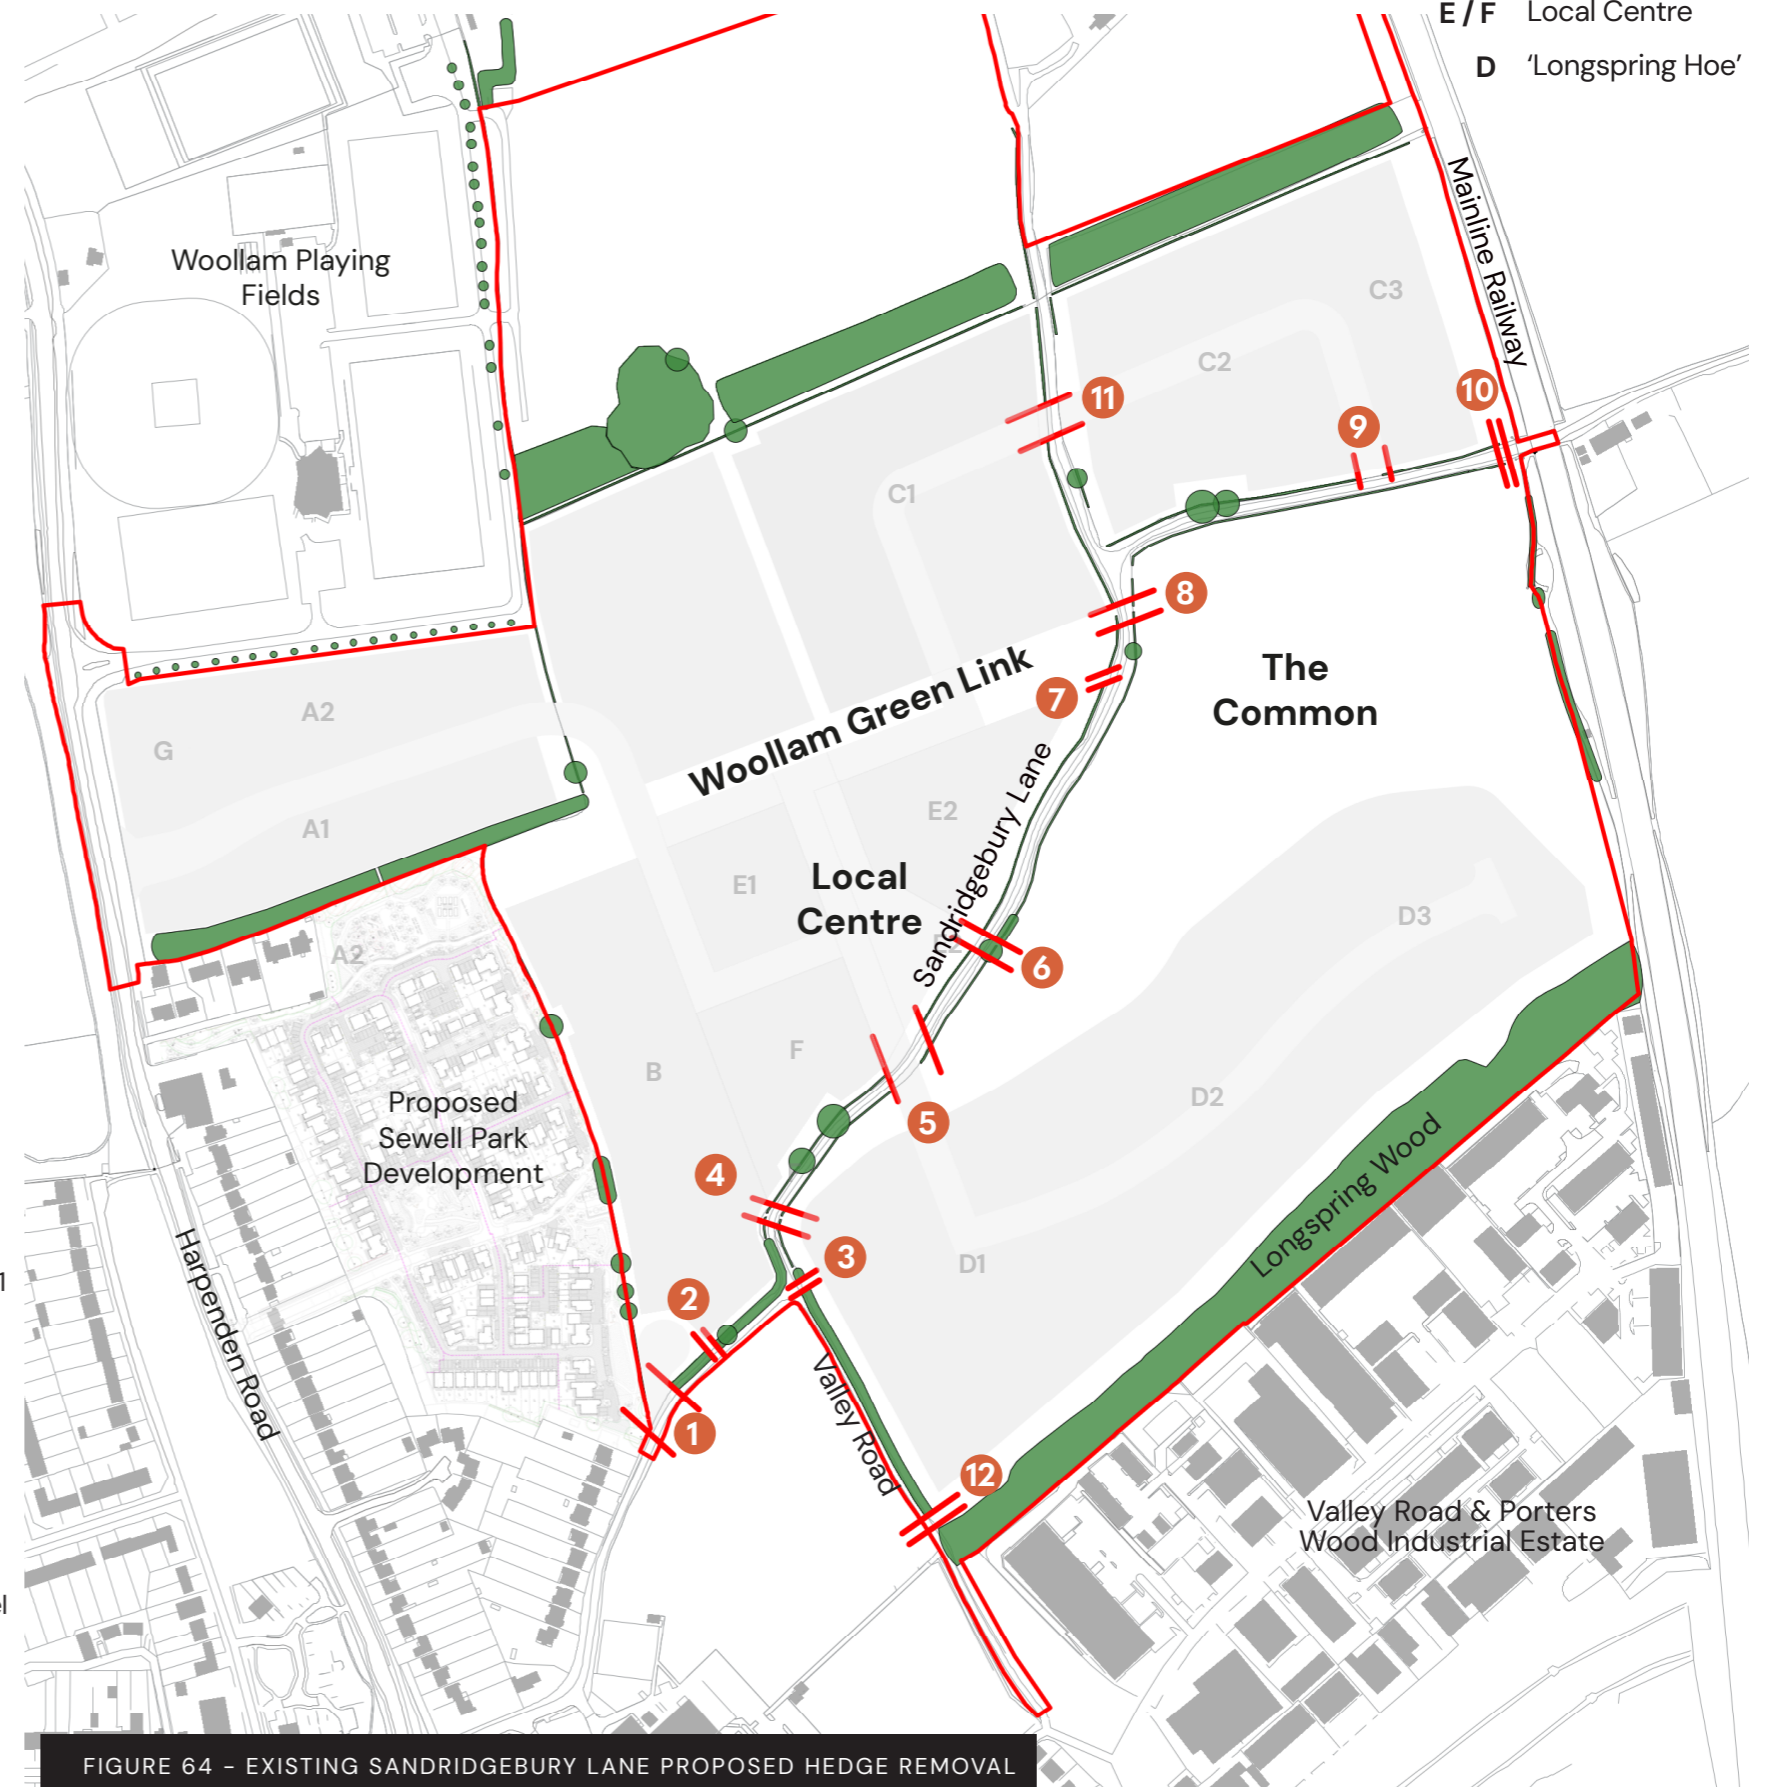 E / F Local Centre
D ‘Longspring Hoe’
Mainline Railway
Woollam Playing
Fields
C3
C2
11
10
9
C1
8
Woollam Green Link
7
The
Common
A2
G
A1
E2
Sandridgebury Lane
Local
Centre
E1
D3
A2
6
F
B
D2
5
Proposed
Sewell Park
Development
4
Longspring Wood
3
D1
2
Harpenden Road
Valley Road
1
1
12
Valley Road & Porters
Wood Industrial Estate
FIGURE 64 - EXISTING SANDRIDGEBURY LANE PROPOSED HEDGE REMOVAL